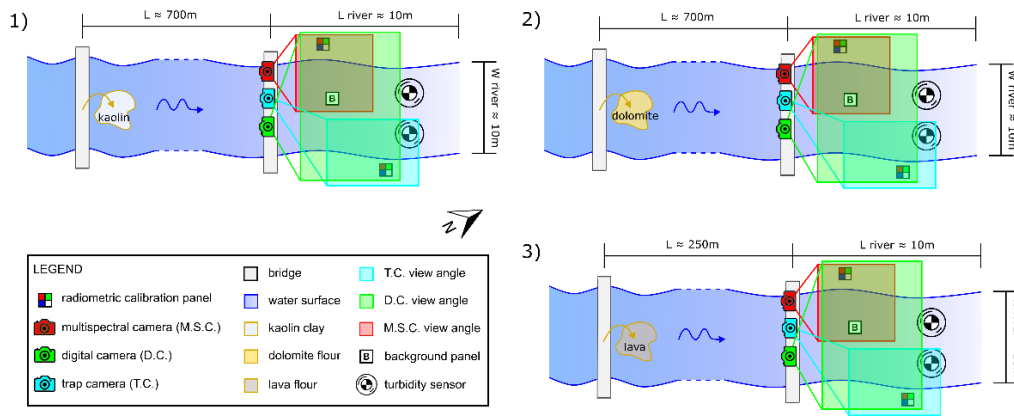 1)
L ≈ 700m
L river ≈ 10m
kaolin
B
W river ≈ 10m
N
2)
L ≈ 700m
L river ≈ 10m
dolomite
B
W river ≈ 10m
3)
L ≈ 250m
L river ≈ 10m
lava
B
LEGEND
radiometric calibration panel
multispectral camera (M.S.C.)
digital camera (D.C.)
trap camera (T.C.)
bridge
water surface
kaolin clay
dolomite flour
lava flour
T.C. view angle
D.C. view angle
M.S.C. view angle
B background panel
turbidity sensor